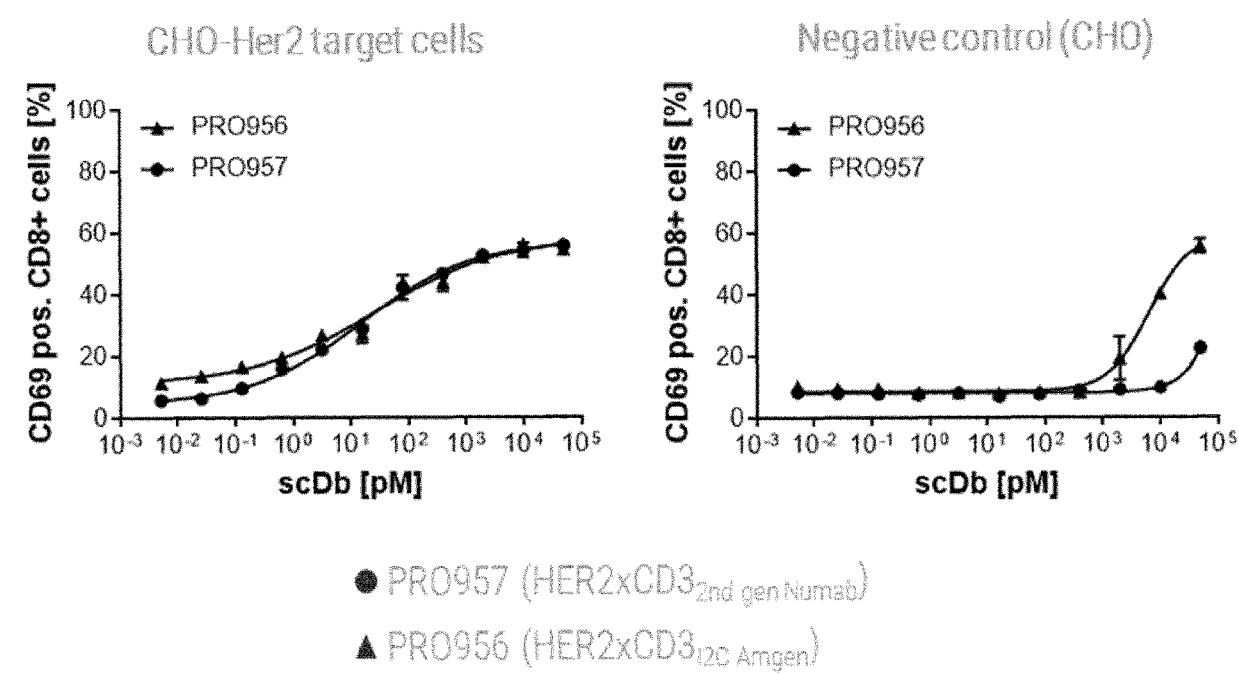 CHO-Her2 target cells
Negative control (CHO)
CD69 pos. CD8+ cells [%]
100
80
60
40
20
0
PRO956
PRO957
10-3 10-2 10-1 100 101 102 103 104 105
scDb [pM]
CD69 pos. CD8+ cells [%]
100
80
60
40
20
0
PRO956
PRO957
10-3 10-2 10-1 100 101 102 103 104 105
scDb [pM]
PRO957 (HER2xCD32nd gen Numab)
PRO956 (HER2xCD3I2C Amgen)